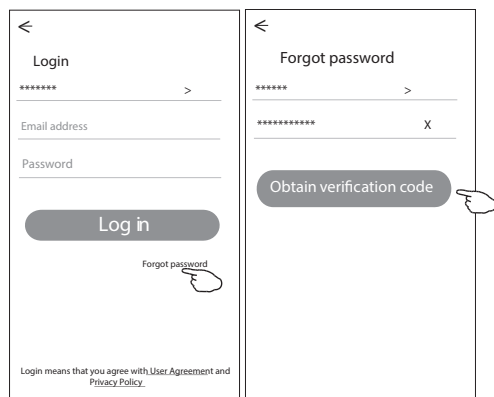 Login
******* >
Email address
Password
Log in
Forgot password
Login means that you agree with User Agreement and
Privacy Policy
Forgot password
****** >
*********** X
Obtain verification code